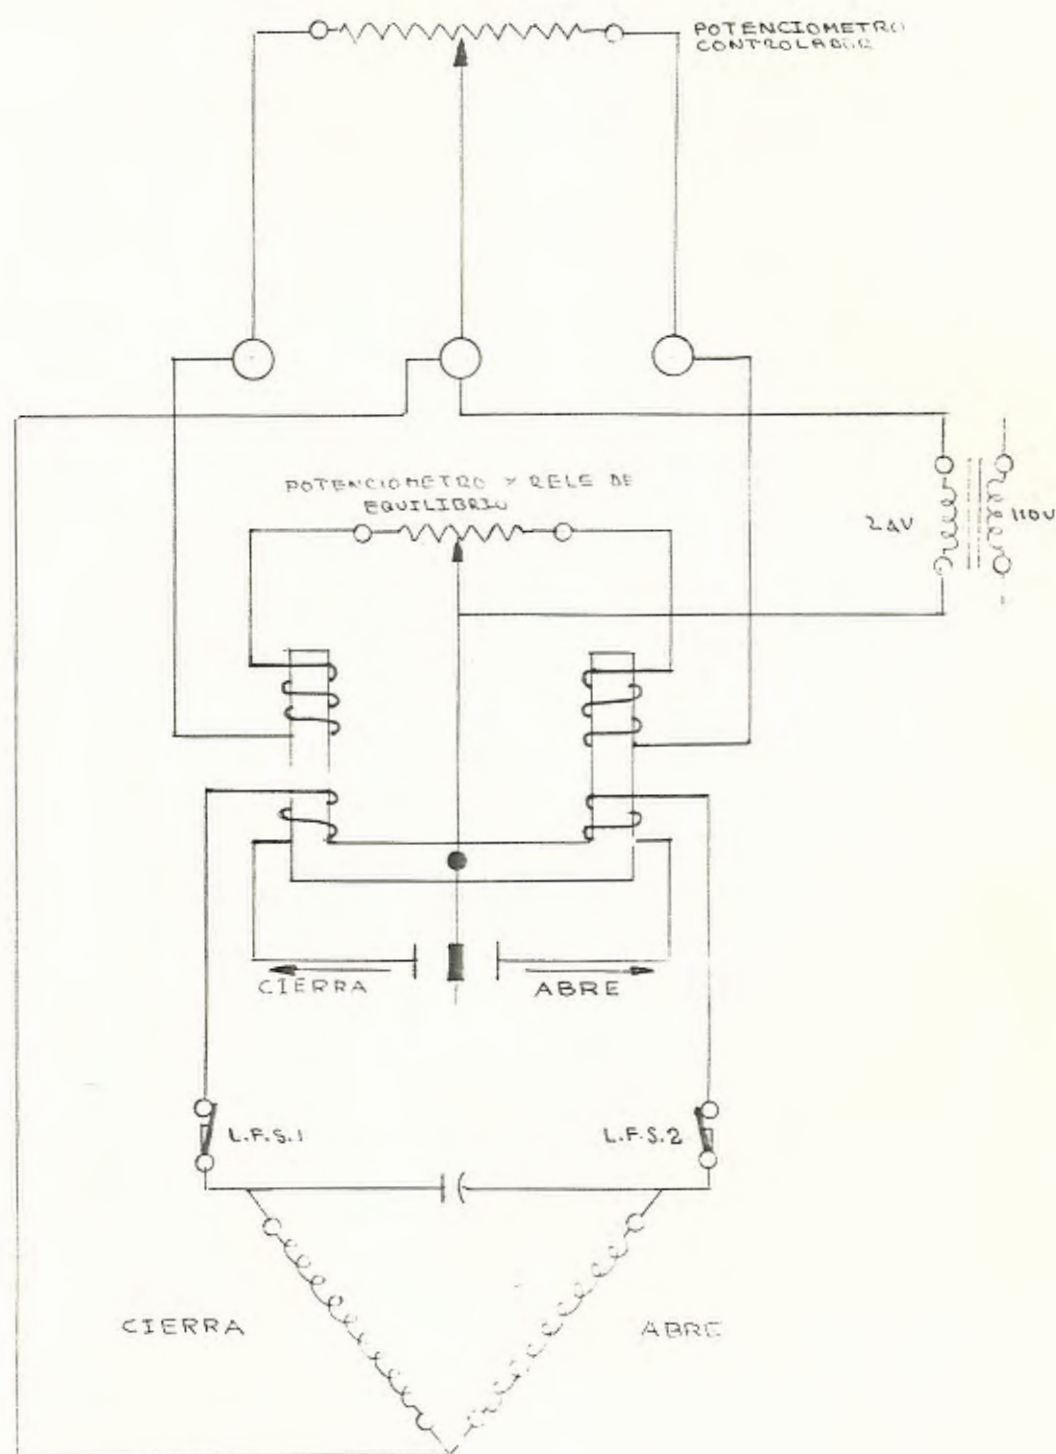 POTENCIOMETRO
CONTROLADOR
POTENCIOMETRO Y RELE DE
EQUILIBRIO
24V
110V
CIERRA
ABRE
L.F.S.1
L.F.S.2
CIERRA
ABRE